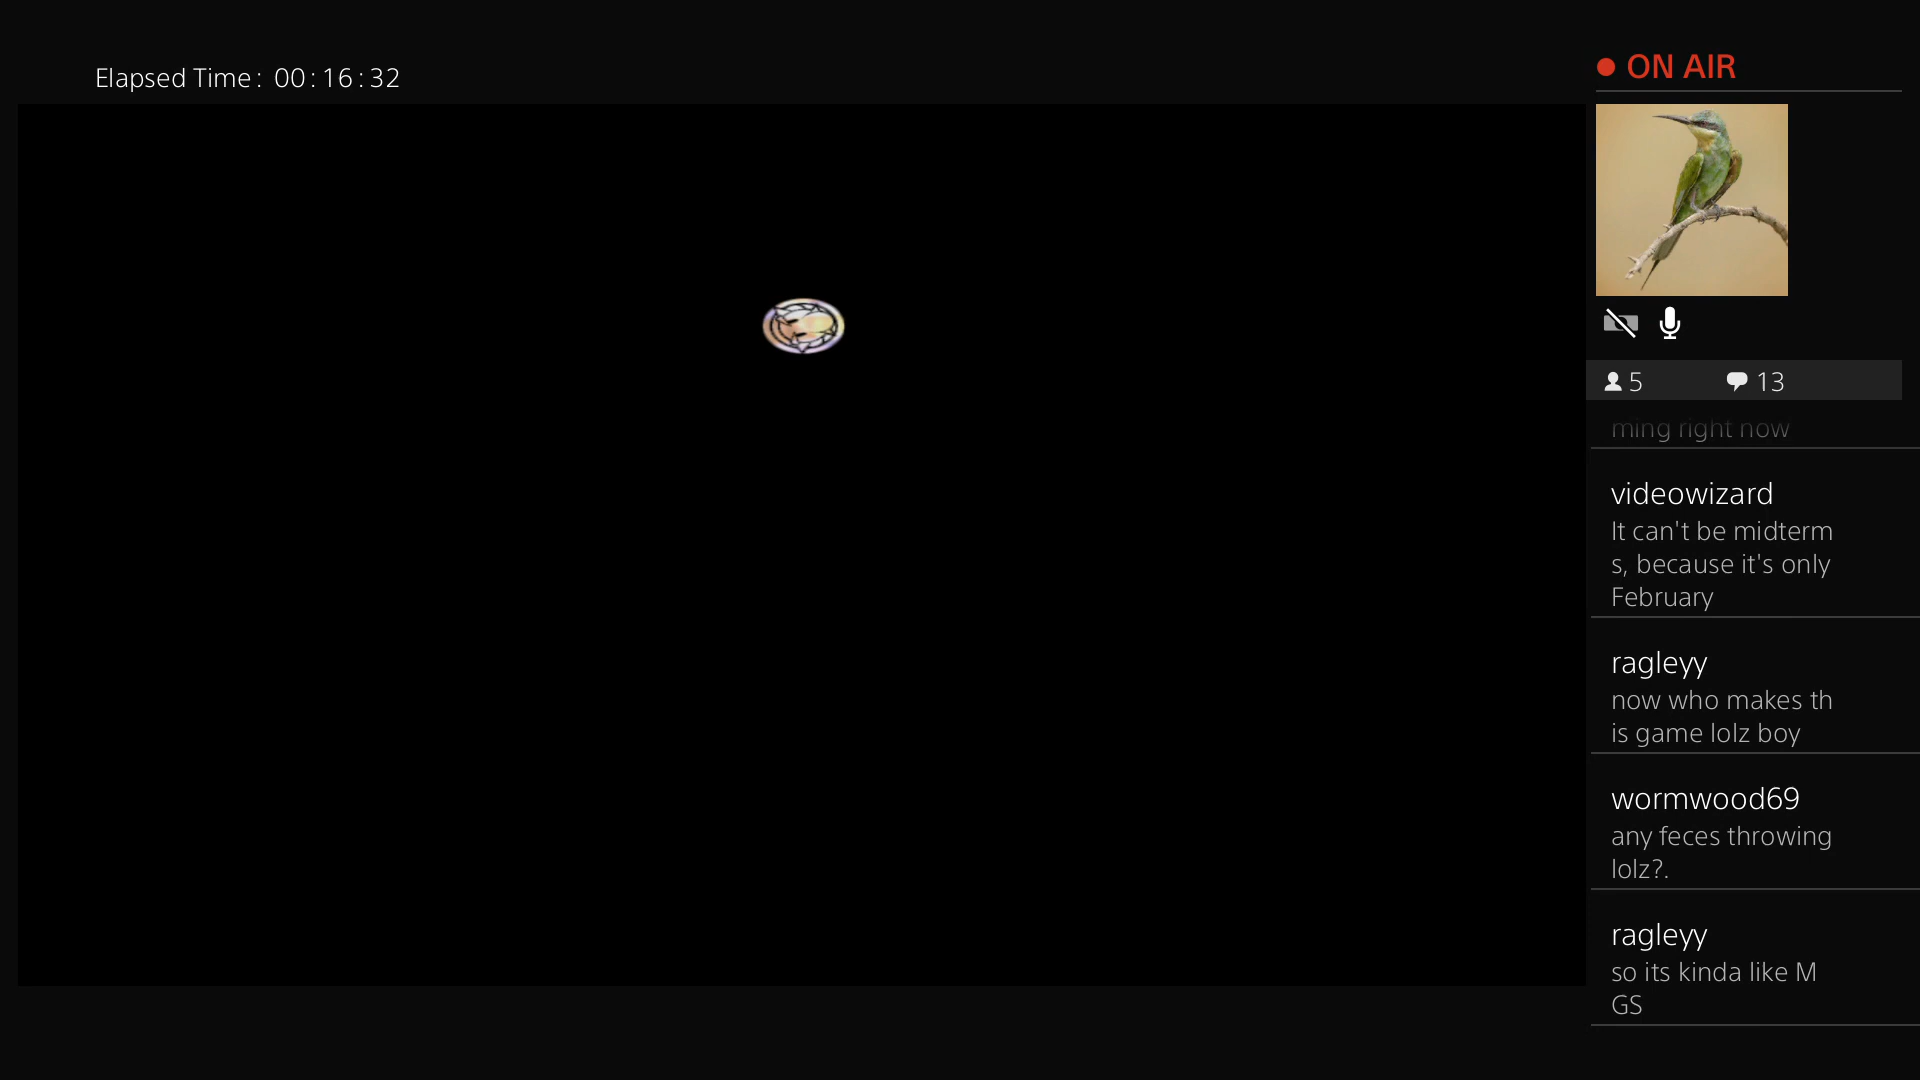 Elapsed Time: 00:16:32
ON AIR
5 13
ming right now
videowizard
It can't be midterm
s, because it's only
February
ragleyy
now who makes th
is game lolz boy
wormwood69
any feces throwing
lolz?.
ragleyy
so its kinda like M
GS